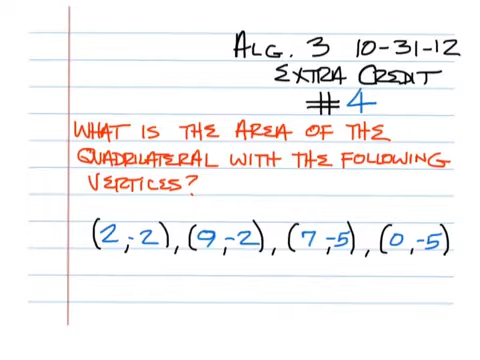 ALG. 3 10-31-12
EXTRA CREDIT
# 4
WHAT IS THE AREA OF THE
QUADRILATERAL WITH THE FOLLOWING
VERTICES?
(2,-2), (9,-2), (7,-5), (0,-5)